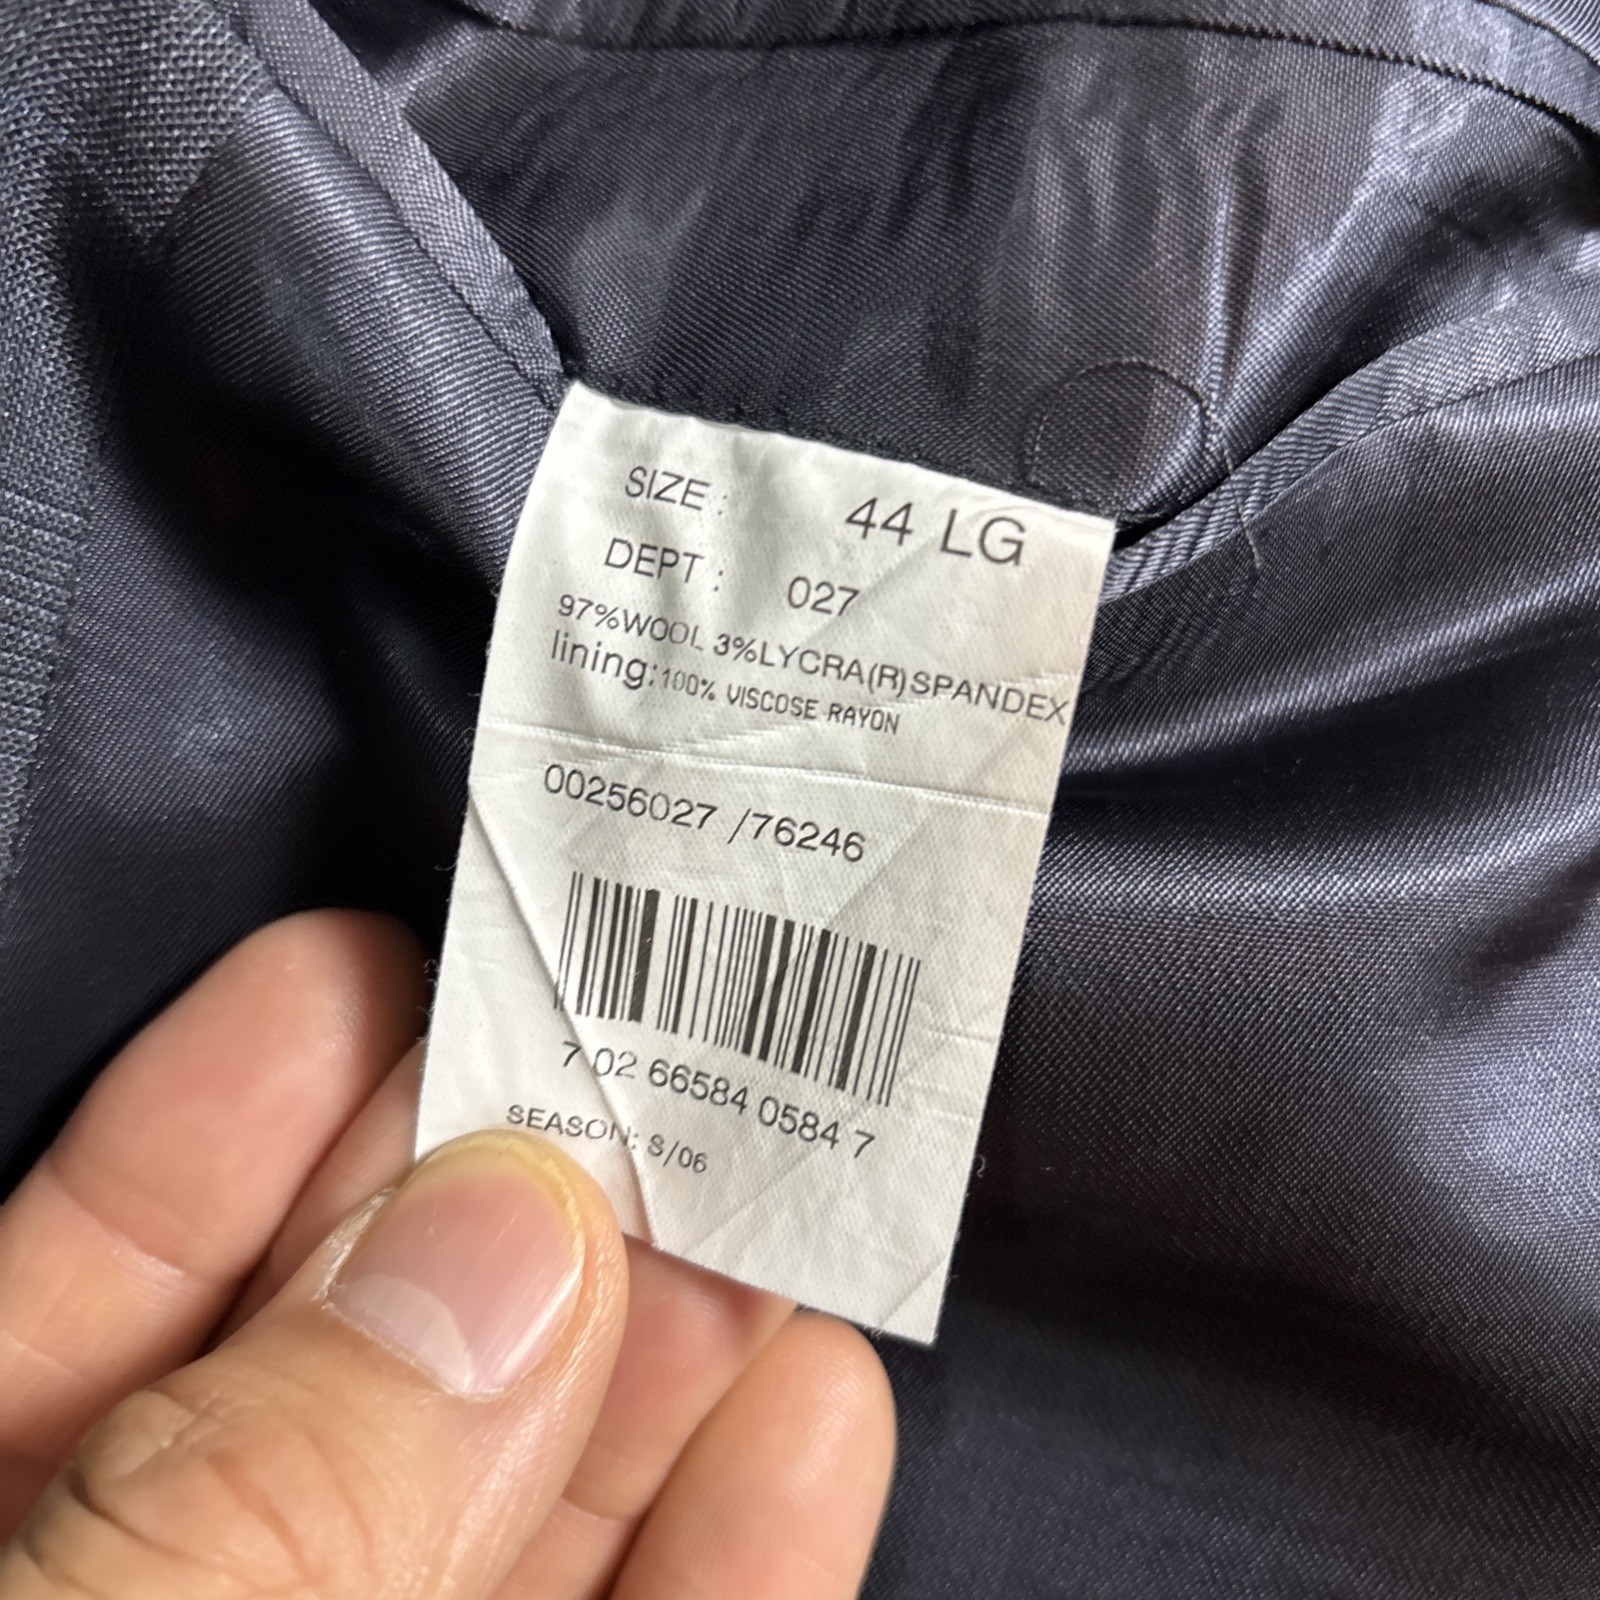 SIZE : 44 LG
DEPT : 027
97%WOOL 3%LYCRA(R)SPANDEX
lining:100% VISCOSE RAYON
00256027 /76246
7 02 66584 0584 7
SEASON: S/06